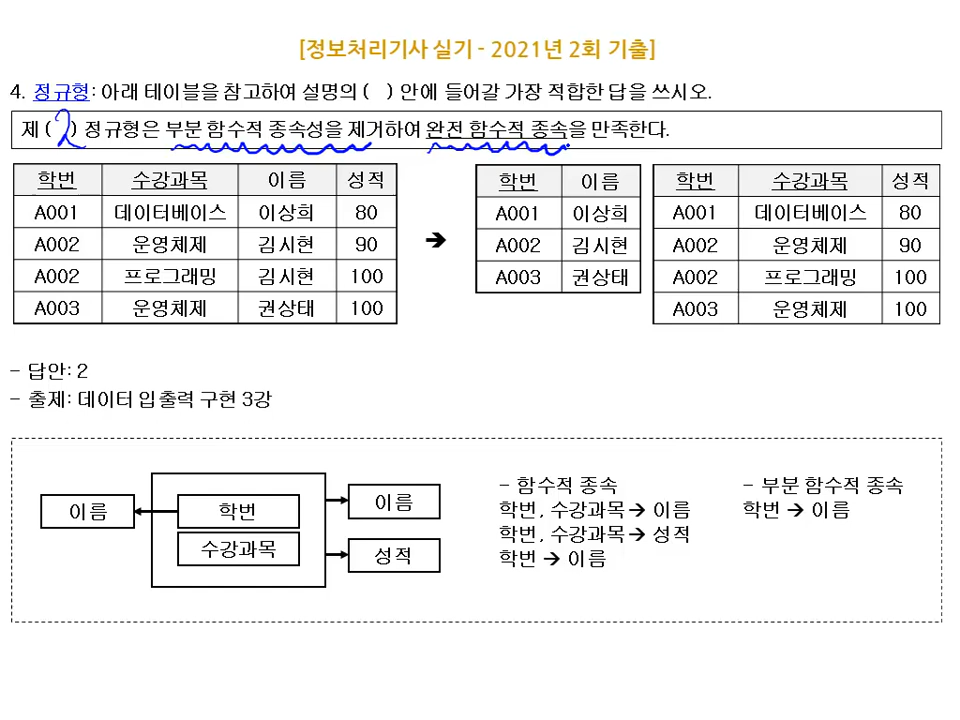 [정보처리기사 실기 - 2021년 2회 기출]
4. 정규형: 아래 테이블을 참고하여 설명의 (  ) 안에 들어갈 가장 적합한 답을 쓰시오.
제 ( 2 ) 정규형은 부분 함수적 종속성을 제거하여 완전 함수적 종속을 만족한다.
학번 수강과목 이름 성적
A001 데이터베이스 이상희 80
A002 운영체제 김시현 90
A002 프로그래밍 김시현 100
A003 운영체제 권상태 100
➔
학번 이름
A001 이상희
A002 김시현
A003 권상태
학번 수강과목 성적
A001 데이터베이스 80
A002 운영체제 90
A002 프로그래밍 100
A003 운영체제 100
- 답안: 2
- 출제: 데이터 입출력 구현 3강
이름
학번
수강과목
이름
성적
- 함수적 종속
학번, 수강과목 ➔ 이름
학번, 수강과목 ➔ 성적
학번 ➔ 이름
- 부분 함수적 종속
학번 ➔ 이름